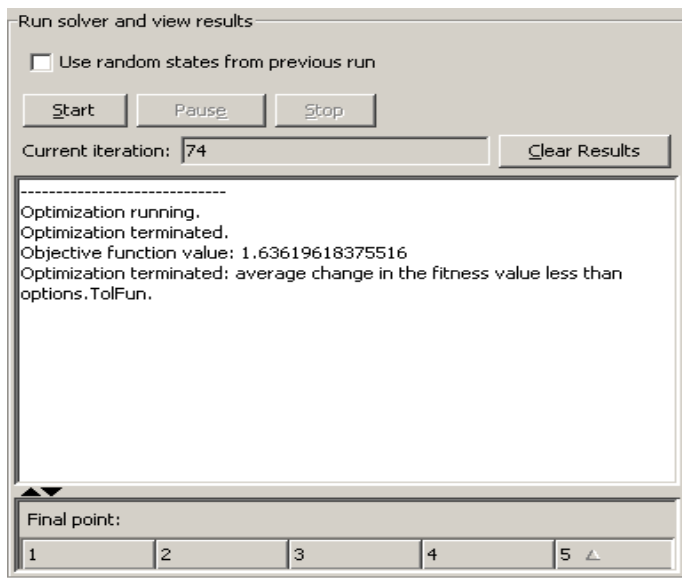 Run solver and view results
Use random states from previous run
Start Pause Stop
Current iteration: 74 Clear Results
-----------------------------
Optimization running.
Optimization terminated.
Objective function value: 1.63619618375516
Optimization terminated: average change in the fitness value less than
options.TolFun.
Final point:
1 2 3 4 5